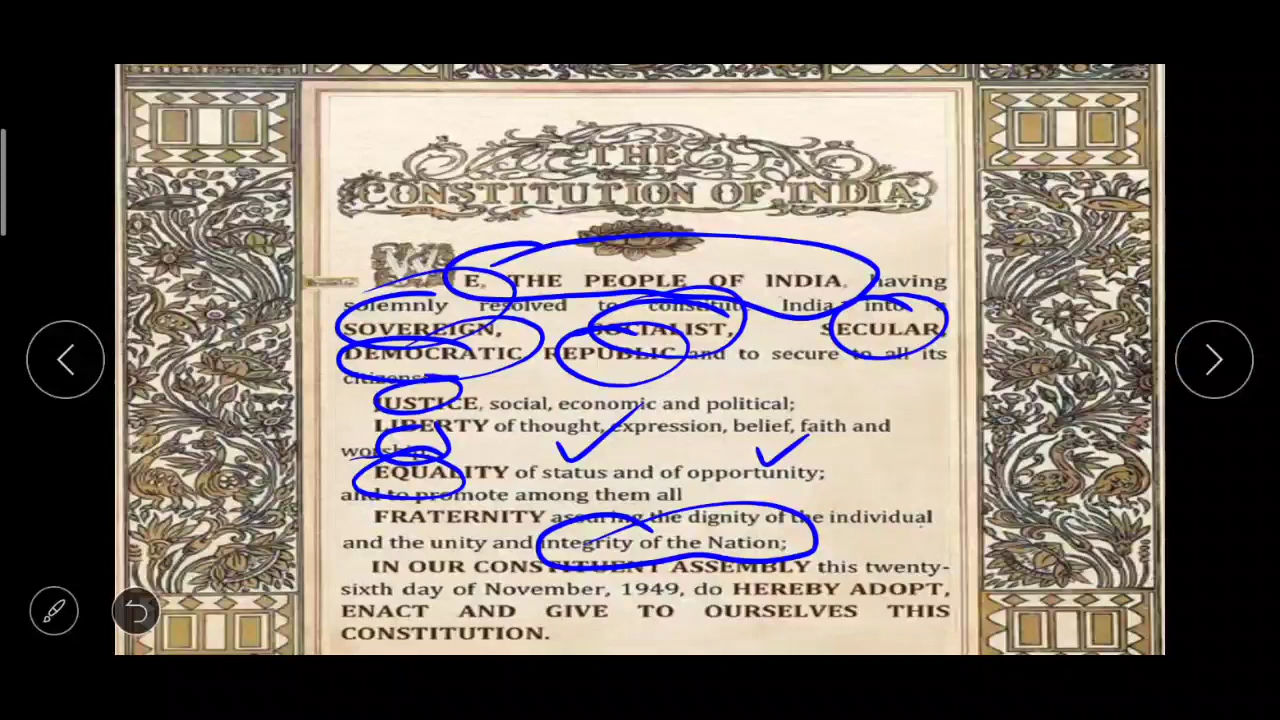 THE
CONSTITUTION OF INDIA
WE, THE PEOPLE OF INDIA, having
solemnly resolved to constitute India into a
SOVEREIGN, SOCIALIST, SECULAR,
DEMOCRATIC, REPUBLIC and to secure to all its
citizens
JUSTICE, social, economic and political;
LIBERTY of thought, expression, belief, faith and
worship
EQUALITY of status and of opportunity;
and to promote among them all
FRATERNITY assuring the dignity of the individual
and the unity and integrity of the Nation;
IN OUR CONSTITUENT ASSEMBLY this twenty-
sixth day of November, 1949, do HEREBY ADOPT,
ENACT AND GIVE TO OURSELVES THIS
CONSTITUTION.